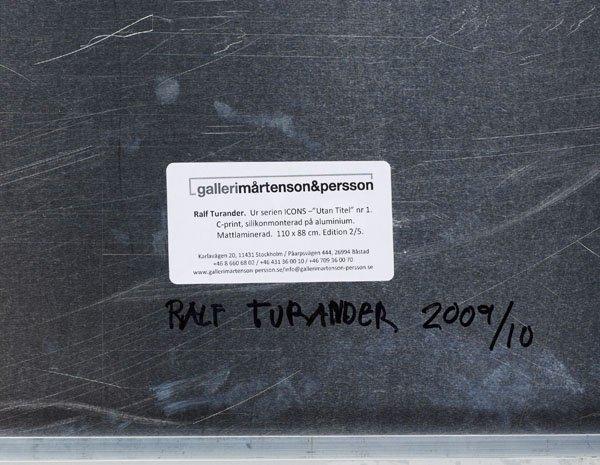 gallerimårtenson&persson
Ralf Turander. Ur serien ICONS –"Utan Titel" nr 1.
C-print, silikonmonterad på aluminium.
Mattlaminerad. 110 x 88 cm. Edition 2/5.
Karlavägen 20, 11431 Stockholm / Påarpsvägen 444, 26994 Båstad
+46 8 660 68 02 / +46 431 36 00 10 / +46 709 36 00 70
www.gallerimartenson-persson.se/info@gallerimartenson-persson.se
RALF TURANDER 2009/10